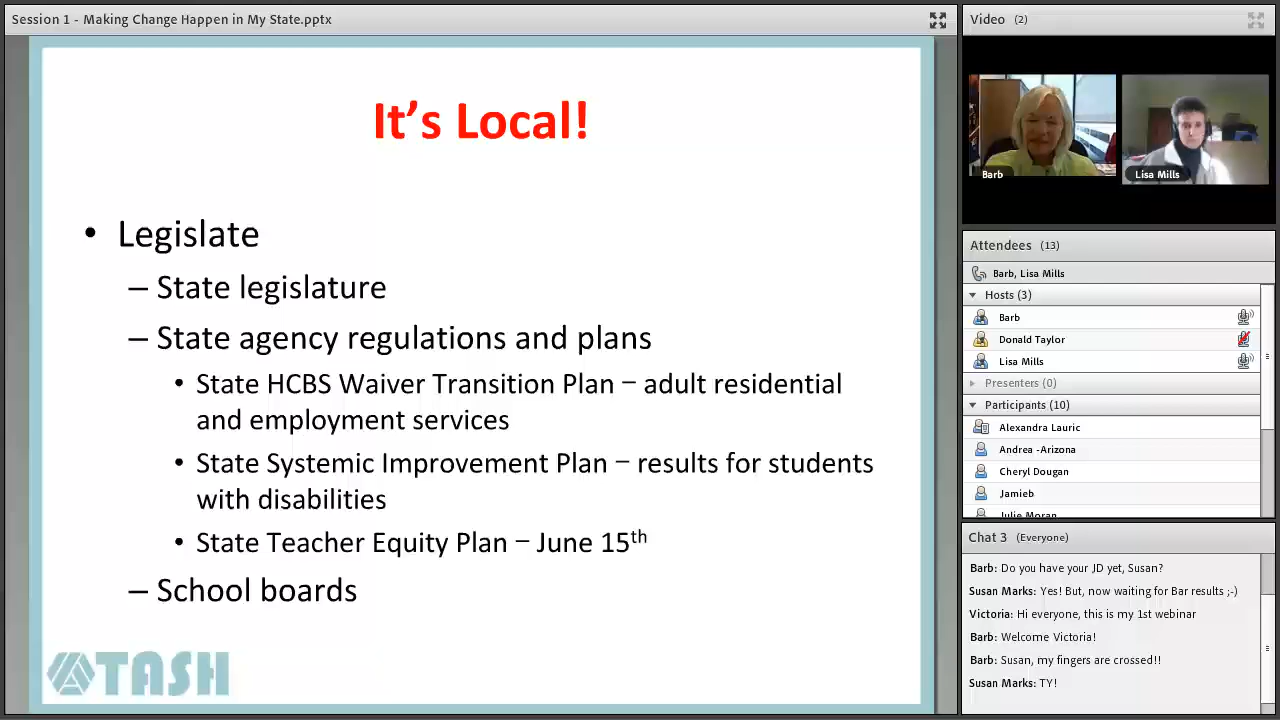 Session 1 - Making Change Happen in My State.pptx
It’s Local!
• Legislate
– State legislature
– State agency regulations and plans
• State HCBS Waiver Transition Plan – adult residential
and employment services
• State Systemic Improvement Plan – results for students
with disabilities
• State Teacher Equity Plan – June 15th
– School boards
TASH
Video (2)
Barb
Lisa Mills
Attendees (13)
Barb, Lisa Mills
Hosts (3)
Barb
Donald Taylor
Lisa Mills
Presenters (0)
Participants (10)
Alexandra Lauric
Andrea -Arizona
Cheryl Dougan
Jamieb
Julie Moran
Chat 3 (Everyone)
Barb: Do you have your JD yet, Susan?
Susan Marks: Yes! But, now waiting for Bar results ;-)
Victoria: Hi everyone, this is my 1st webinar
Barb: Welcome Victoria!
Barb: Susan, my fingers are crossed!!
Susan Marks: TY!